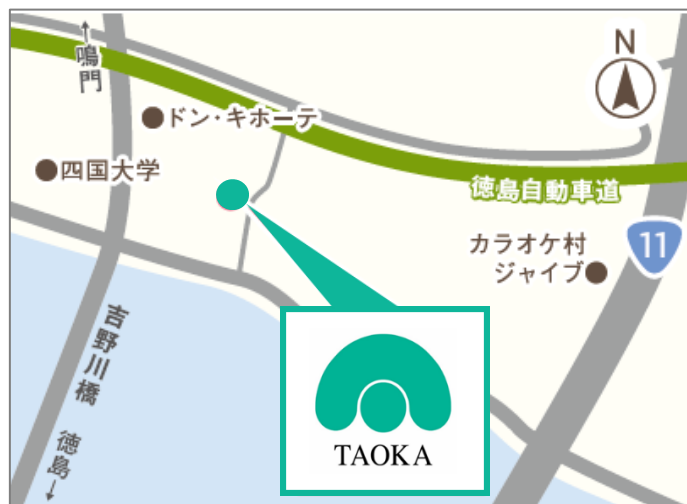 ←鳴門
N
ドン・キホーテ
四国大学
徳島自動車道
11
カラオケ村
ジャイブ
吉野川橋
徳島→
TAOKA